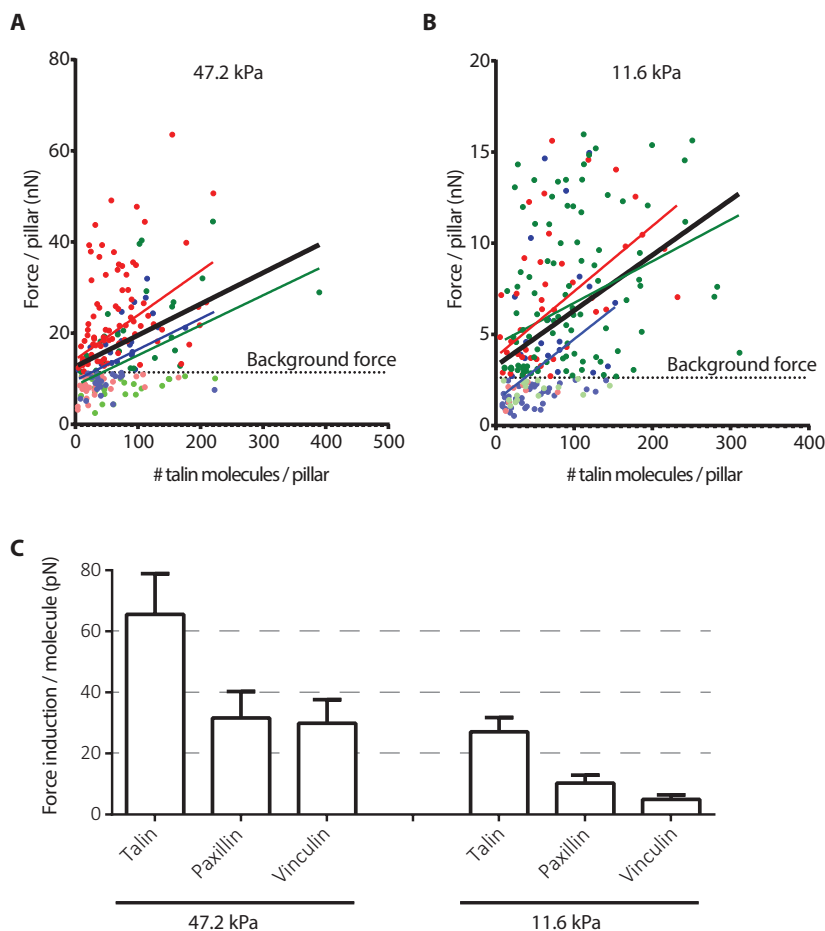 A
47.2 kPa
80
60
40
20
0
Force / pillar (nN)
Background force
0 100 200 300 400 500
# talin molecules / pillar
B
11.6 kPa
20
15
10
5
0
Force / pillar (nN)
Background force
0 100 200 300 400
# talin molecules / pillar
C
80
60
40
20
0
Force induction / molecule (pN)
Talin Paxillin Vinculin Talin Paxillin Vinculin
47.2 kPa 11.6 kPa